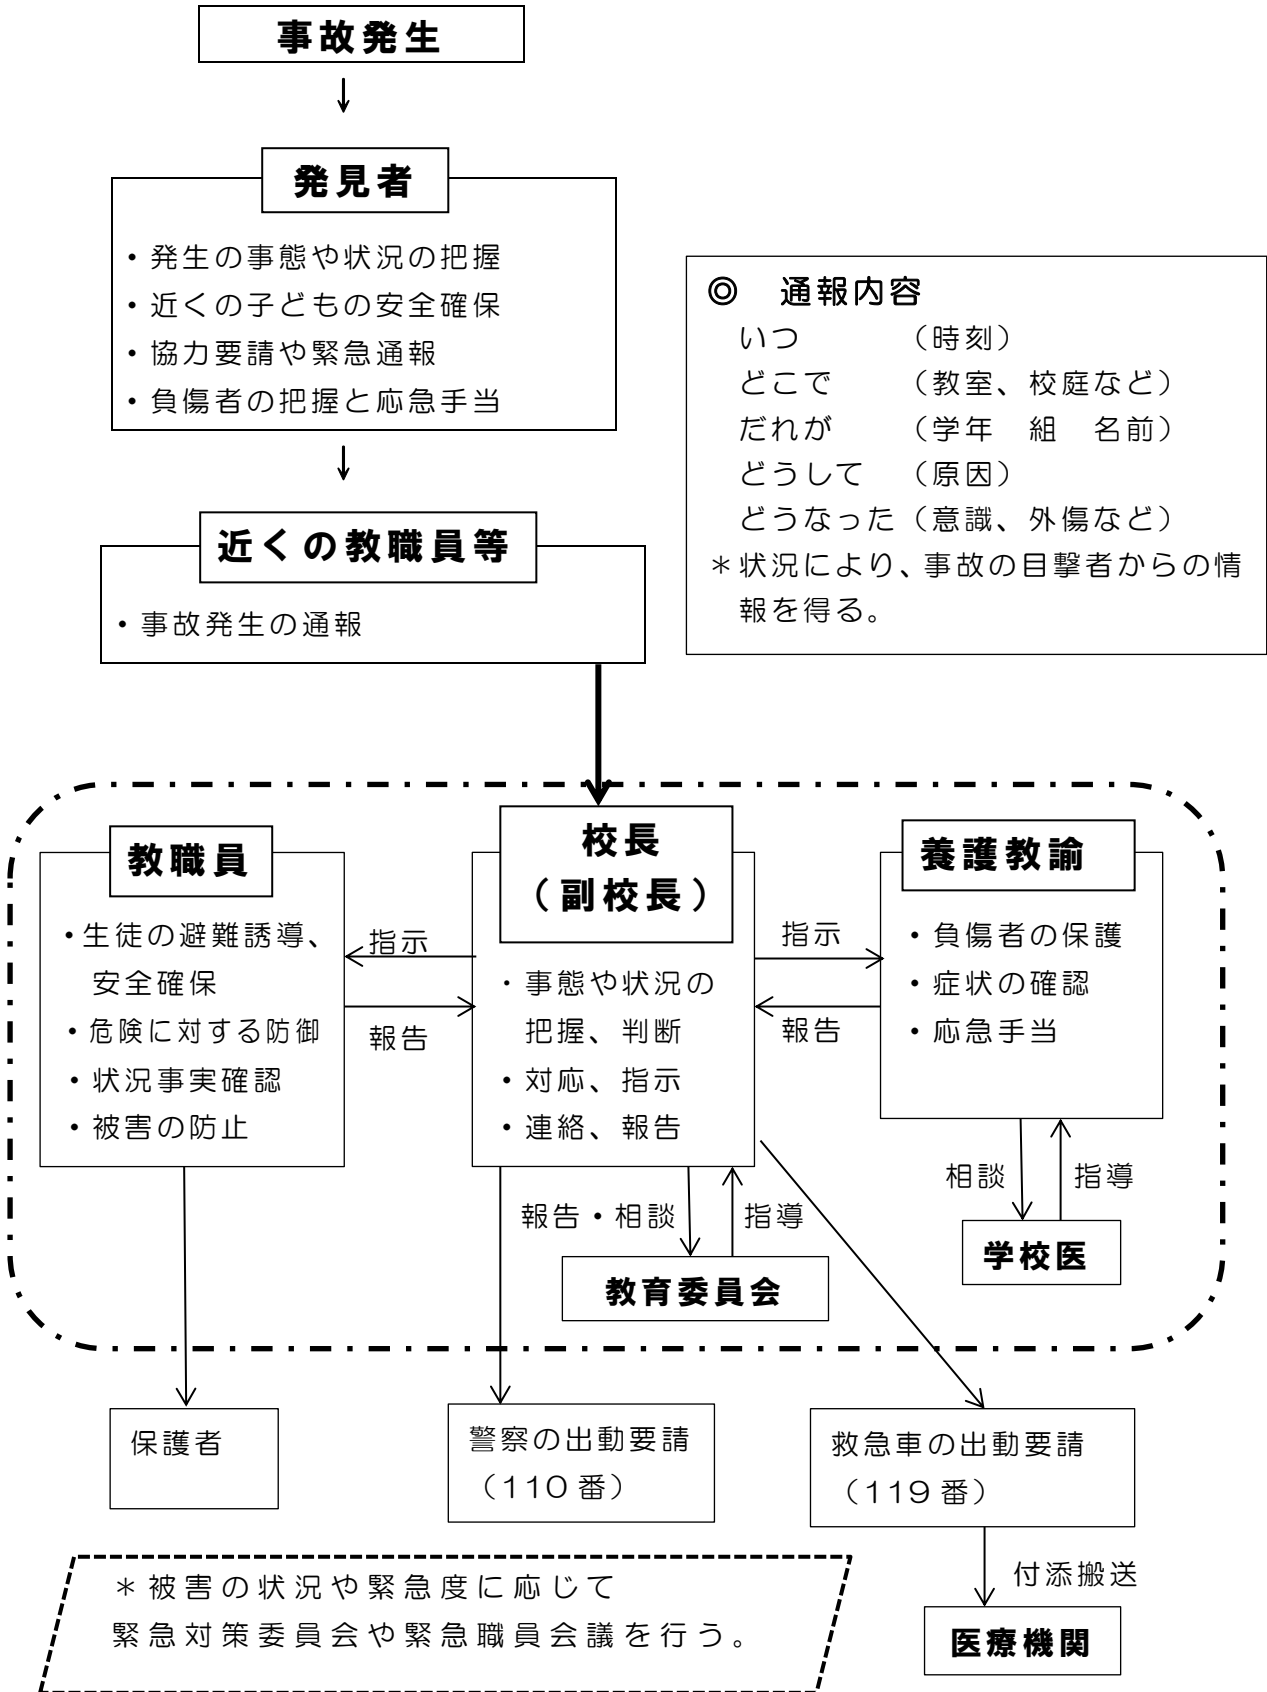 事故発生
発見者
・発生の事態や状況の把握
・近くの子どもの安全確保
・協力要請や緊急通報
・負傷者の把握と応急手当
◎　通報内容
いつ　　　（時刻）
どこで　　（教室、校庭など）
だれが　　（学年　組　名前）
どうして　（原因）
どうなった（意識、外傷など）
＊状況により、事故の目撃者からの情
報を得る。
近くの教職員等
・事故発生の通報
教職員
・生徒の避難誘導、
安全確保
・危険に対する防御
・状況事実確認
・被害の防止
指示
報告
校長
（副校長）
・事態や状況の
把握、判断
・対応、指示
・連絡、報告
指示
報告
養護教諭
・負傷者の保護
・症状の確認
・応急手当
報告・相談
指導
教育委員会
相談
指導
学校医
保護者
警察の出動要請
（110番）
救急車の出動要請
（119番）
付添搬送
医療機関
＊被害の状況や緊急度に応じて
緊急対策委員会や緊急職員会議を行う。